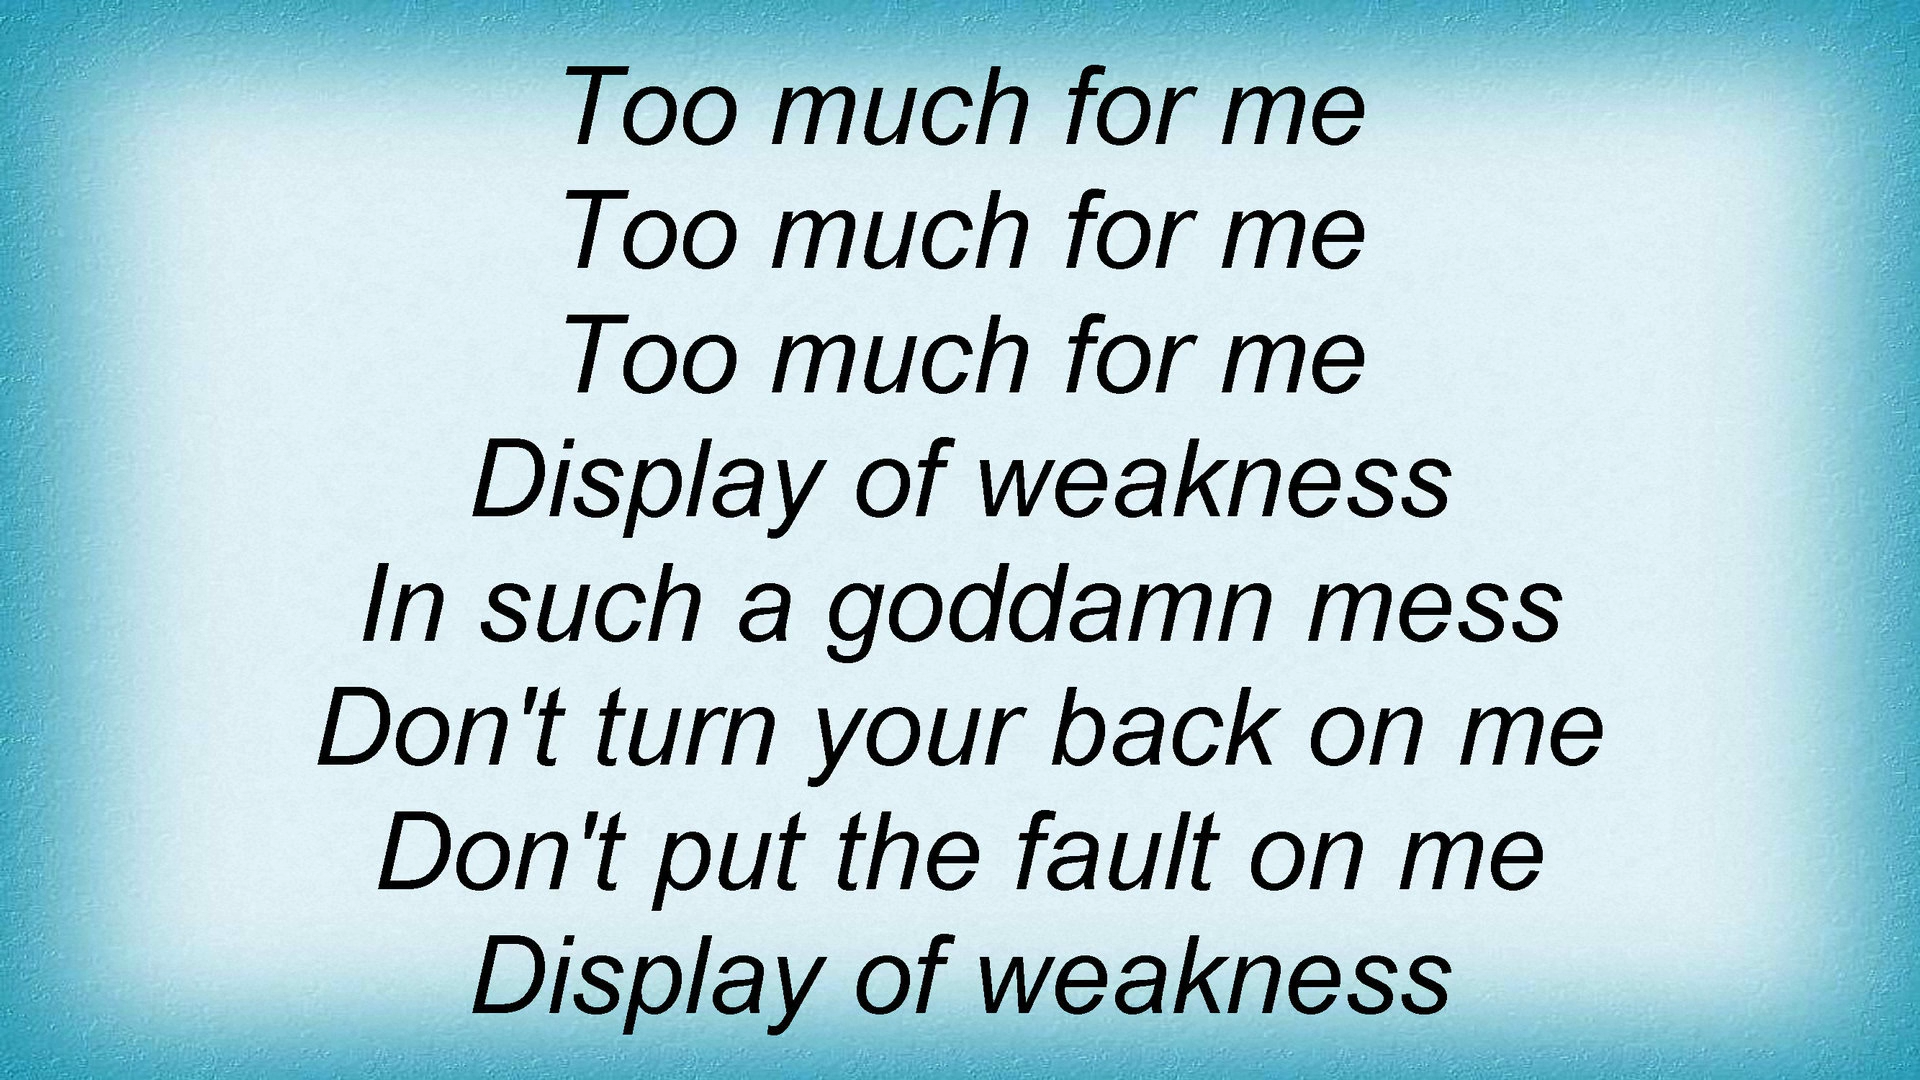 Too much for me
Too much for me
Too much for me
Display of weakness
In such a goddamn mess
Don't turn your back on me
Don't put the fault on me
Display of weakness